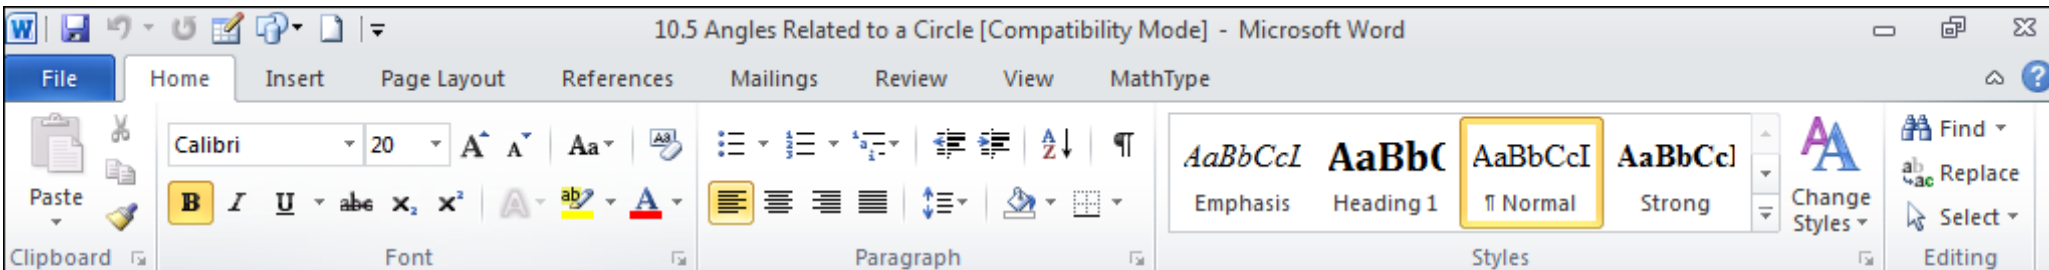 10.5 Angles Related to a Circle [Compatibility Mode] - Microsoft Word
File Home Insert Page Layout References Mailings Review View MathType
Calibri 20 Aa
AaBbCcI AaBb( AaBbCcI AaBbCcl
Find
Replace
Paste
B I U abc x₂ x² A ab A
Emphasis Heading 1 ¶ Normal Strong
Change Styles
Select
Clipboard Font Paragraph Styles Editing